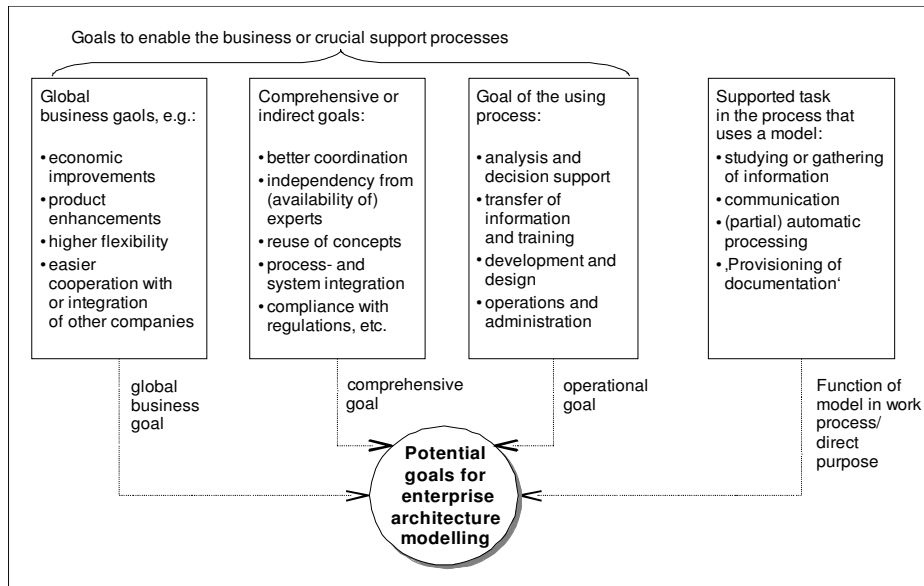 Goals to enable the business or crucial support processes
Global
business gaols, e.g.:
• economic
improvements
• product
enhancements
• higher flexibility
• easier
cooperation with
or integration
of other companies
Comprehensive or
indirect goals:
• better coordination
• independency from
(availability of)
experts
• reuse of concepts
• process- and
system integration
• compliance with
regulations, etc.
Goal of the using
process:
• analysis and
decision support
• transfer of
information
and training
• development and
design
• operations and
administration
Supported task
in the process that
uses a model:
• studying or gathering
of information
• communication
• (partial) automatic
processing
• ‚Provisioning of
documentation‘
global
business
goal
comprehensive
goal
operational
goal
Function of
model in work
process/
direct
purpose
Potential
goals for
enterprise
architecture
modelling